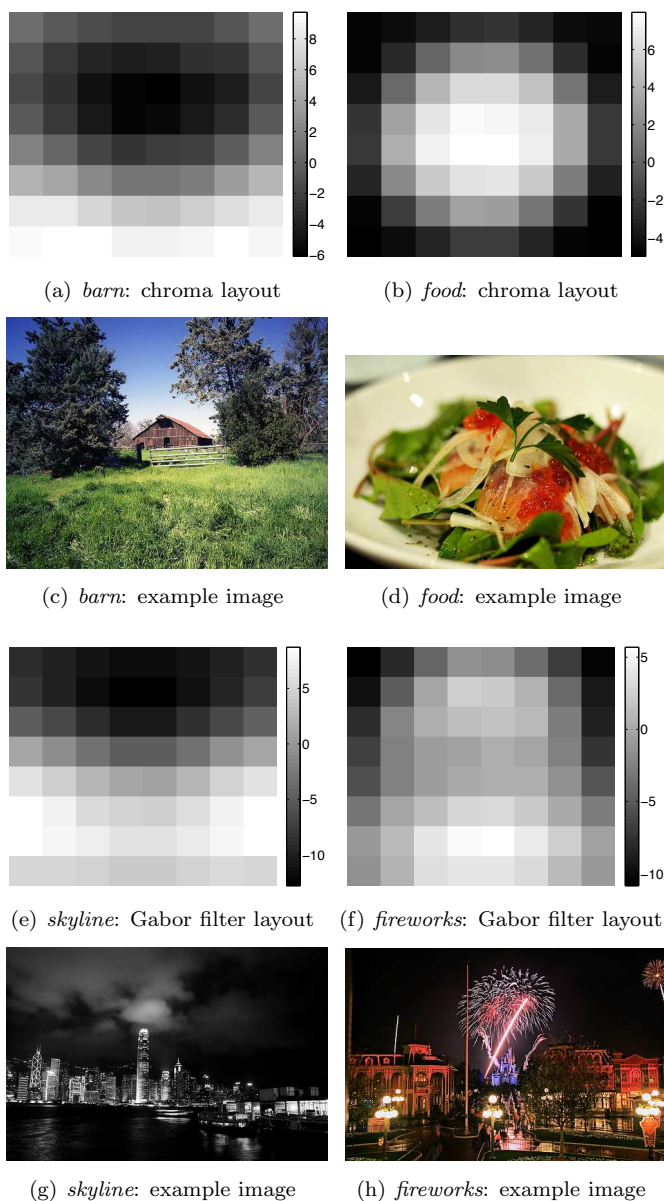 8
6
4
2
0
−2
−4
−6
6
4
2
0
−2
−4
(a) barn: chroma layout
(b) food: chroma layout
(c) barn: example image
(d) food: example image
5
0
−5
−10
5
0
−5
−10
(e) skyline: Gabor filter layout
(f) fireworks: Gabor filter layout
(g) skyline: example image
(h) fireworks: example image